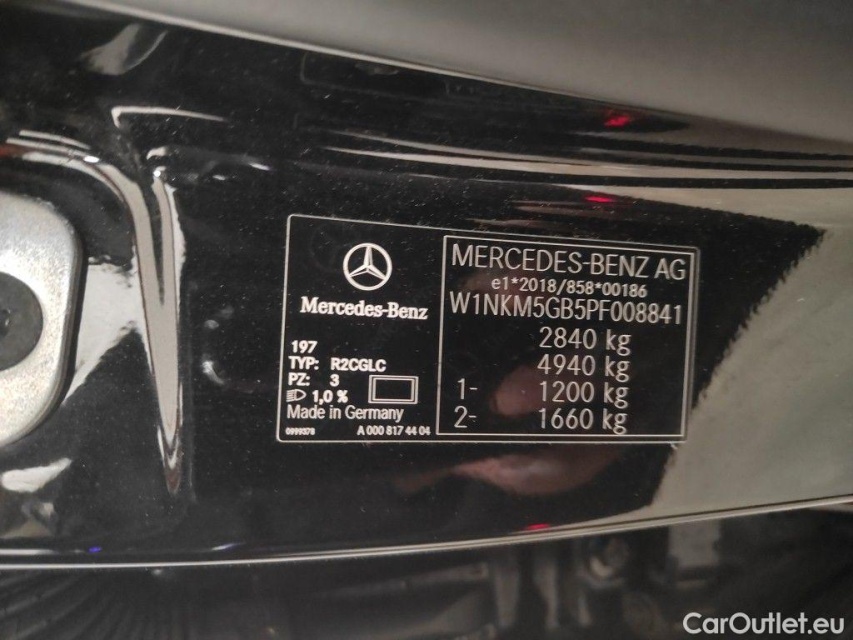 Mercedes-Benz
197
TYP: R2CGLC
PZ: 3
1,0 %
Made in Germany
0999378
A 000 817 44 04
MERCEDES-BENZ AG
e1*2018/858*00186
W1NKM5GB5PF008841
2840 kg
4940 kg
1- 1200 kg
2- 1660 kg
CarOutlet.eu